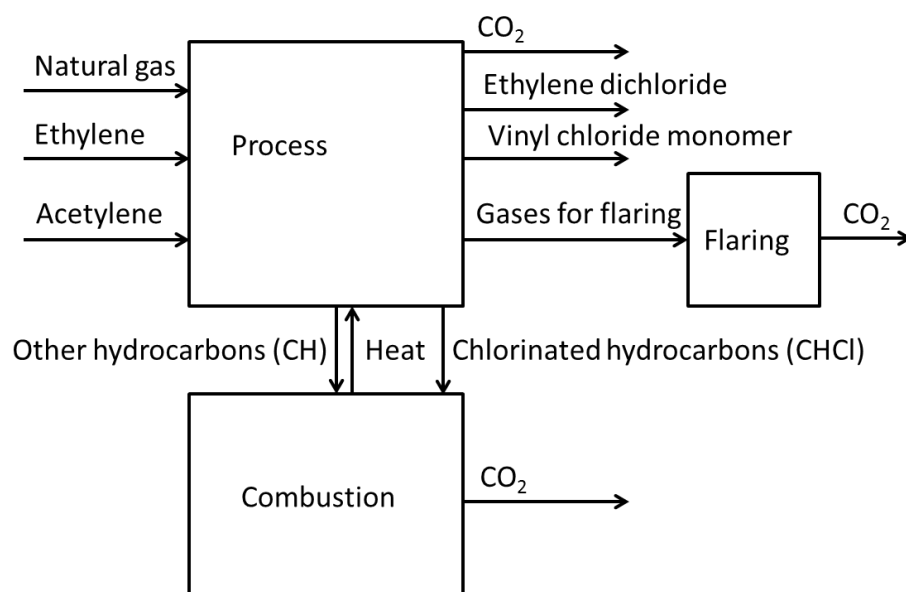 CO₂
Natural gas
Ethylene dichloride
Ethylene
Process
Vinyl chloride monomer
Acetylene
Gases for flaring
CO₂
Flaring
Other hydrocarbons (CH)
Heat
Chlorinated hydrocarbons (CHCl)
CO₂
Combustion